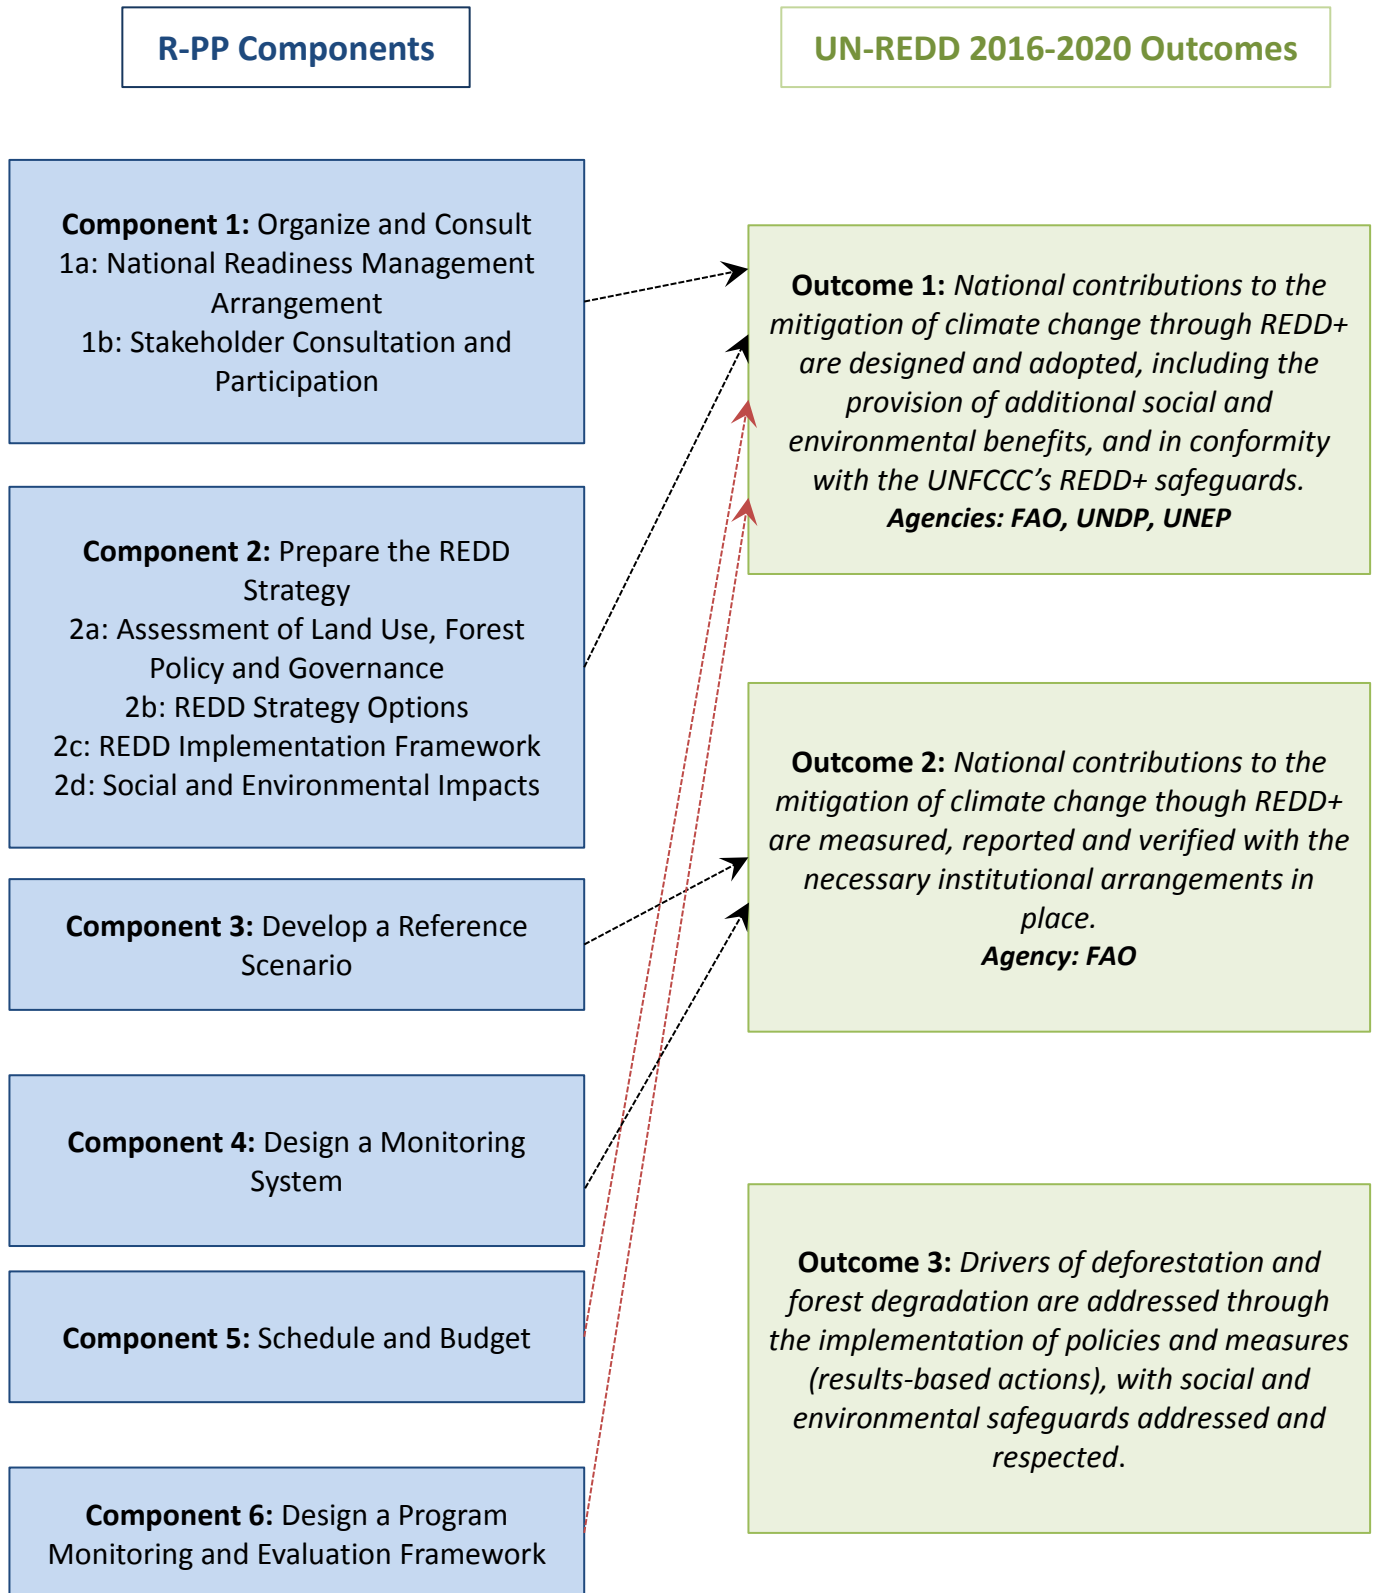 R-PP Components
UN-REDD 2016-2020 Outcomes
Component 1: Organize and Consult
1a: National Readiness Management
Arrangement
1b: Stakeholder Consultation and
Participation
Component 2: Prepare the REDD
Strategy
2a: Assessment of Land Use, Forest
Policy and Governance
2b: REDD Strategy Options
2c: REDD Implementation Framework
2d: Social and Environmental Impacts
Component 3: Develop a Reference
Scenario
Component 4: Design a Monitoring
System
Component 5: Schedule and Budget
Component 6: Design a Program
Monitoring and Evaluation Framework
Outcome 1: National contributions to the
mitigation of climate change through REDD+
are designed and adopted, including the
provision of additional social and
environmental benefits, and in conformity
with the UNFCCC’s REDD+ safeguards.
Agencies: FAO, UNDP, UNEP
Outcome 2: National contributions to the
mitigation of climate change though REDD+
are measured, reported and verified with the
necessary institutional arrangements in
place.
Agency: FAO
Outcome 3: Drivers of deforestation and
forest degradation are addressed through
the implementation of policies and measures
(results-based actions), with social and
environmental safeguards addressed and
respected.